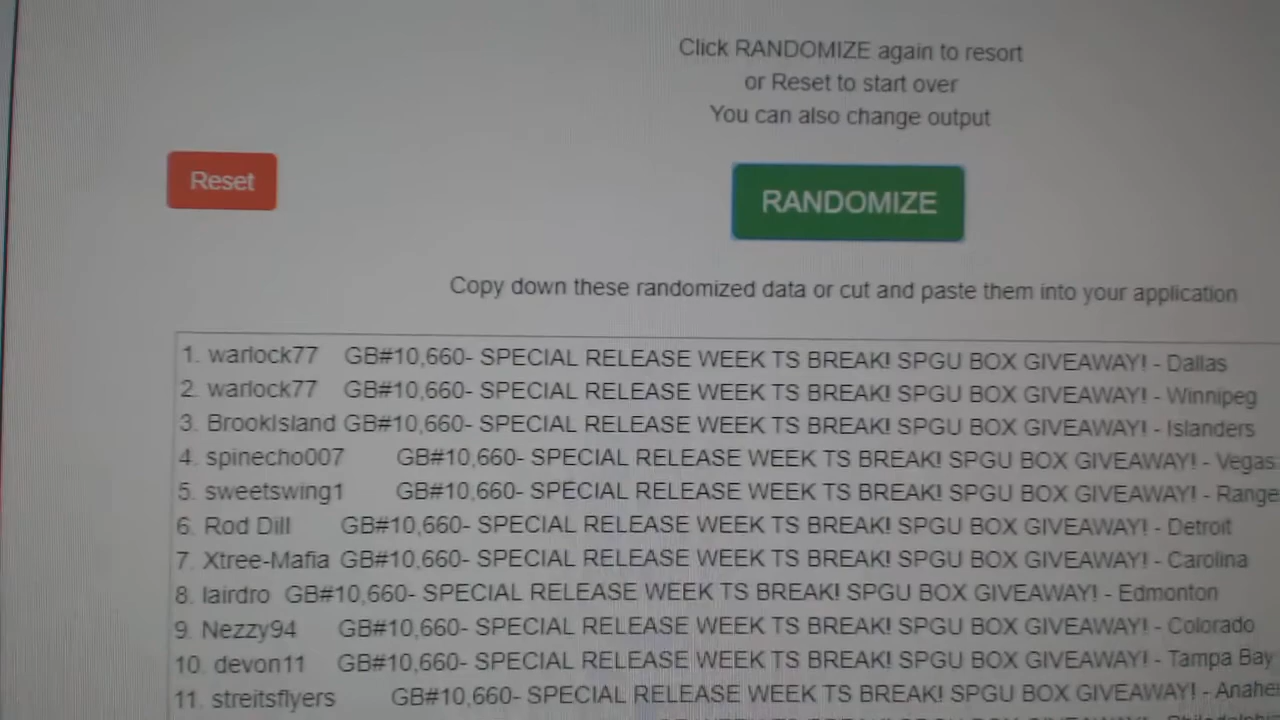 Click RANDOMIZE again to resort
or Reset to start over
You can also change output
Reset
RANDOMIZE
Copy down these randomized data or cut and paste them into your application
1. warlock77 GB#10,660- SPECIAL RELEASE WEEK TS BREAK! SPGU BOX GIVEAWAY! - Dallas
2. warlock77 GB#10,660- SPECIAL RELEASE WEEK TS BREAK! SPGU BOX GIVEAWAY! - Winnipeg
3. BrookIsland GB#10,660- SPECIAL RELEASE WEEK TS BREAK! SPGU BOX GIVEAWAY! - Islanders
4. spinecho007 GB#10,660- SPECIAL RELEASE WEEK TS BREAK! SPGU BOX GIVEAWAY! - Vegas
5. sweetswing1 GB#10,660- SPECIAL RELEASE WEEK TS BREAK! SPGU BOX GIVEAWAY! - Range
6. Rod Dill GB#10,660- SPECIAL RELEASE WEEK TS BREAK! SPGU BOX GIVEAWAY! - Detroit
7. Xtree-Mafia GB#10,660- SPECIAL RELEASE WEEK TS BREAK! SPGU BOX GIVEAWAY! - Carolina
8. lairdro GB#10,660- SPECIAL RELEASE WEEK TS BREAK! SPGU BOX GIVEAWAY! - Edmonton
9. Nezzy94 GB#10,660- SPECIAL RELEASE WEEK TS BREAK! SPGU BOX GIVEAWAY! - Colorado
10. devon11 GB#10,660- SPECIAL RELEASE WEEK TS BREAK! SPGU BOX GIVEAWAY! - Tampa Bay
11. streitsflyers GB#10,660- SPECIAL RELEASE WEEK TS BREAK! SPGU BOX GIVEAWAY! - Anahe